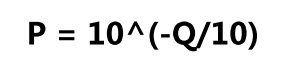 P = 10^(-Q/10)